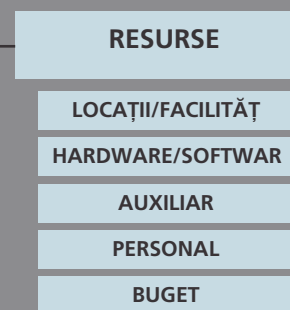 RESURSE
LOCAȚII/FACILITĂȚ
HARDWARE/SOFTWAR
AUXILIAR
PERSONAL
BUGET